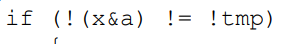 if (!(x&a) != !tmp)